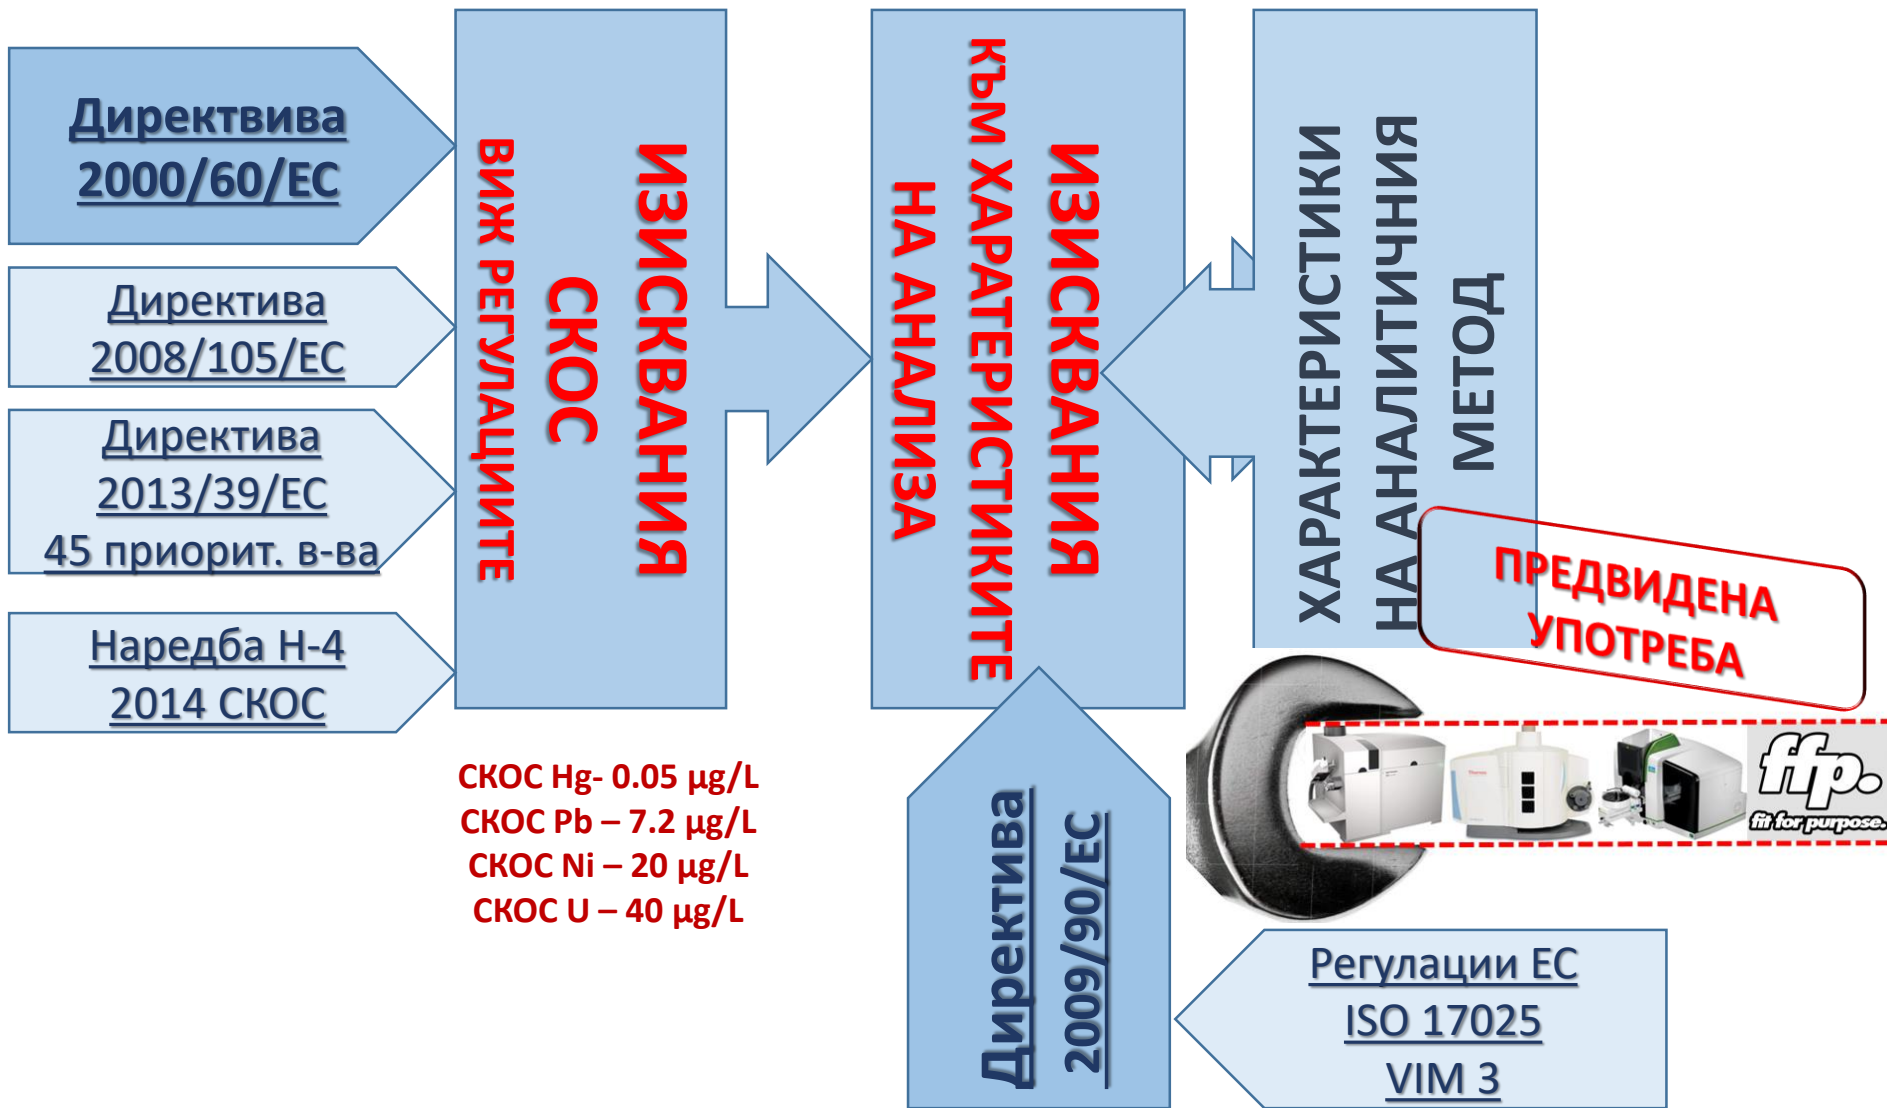 Директвива
2000/60/ЕС
Директива
2008/105/ЕС
Директива
2013/39/ЕС
45 приорит. в-ва
Наредба Н-4
2014 СКОС
ИЗИСКВАНИЯ
СКОС
ВИЖ РЕГУЛАЦИИТЕ
СКОС Hg- 0.05 µg/L
СКОС Pb – 7.2 µg/L
СКОС Ni – 20 µg/L
СКОС U – 40 µg/L
ИЗИСКВАНИЯ
КЪМ ХАРАТЕРИСТИКИТЕ
НА АНАЛИЗА
Директива
2009/90/ЕС
ХАРАКТЕРИСТИКИ
НА АНАЛИТИЧНИЯ
МЕТОД
ПРЕДВИДЕНА
УПОТРЕБА
ffp.
fit for purpose.
Регулации ЕС
ISO 17025
VIM 3